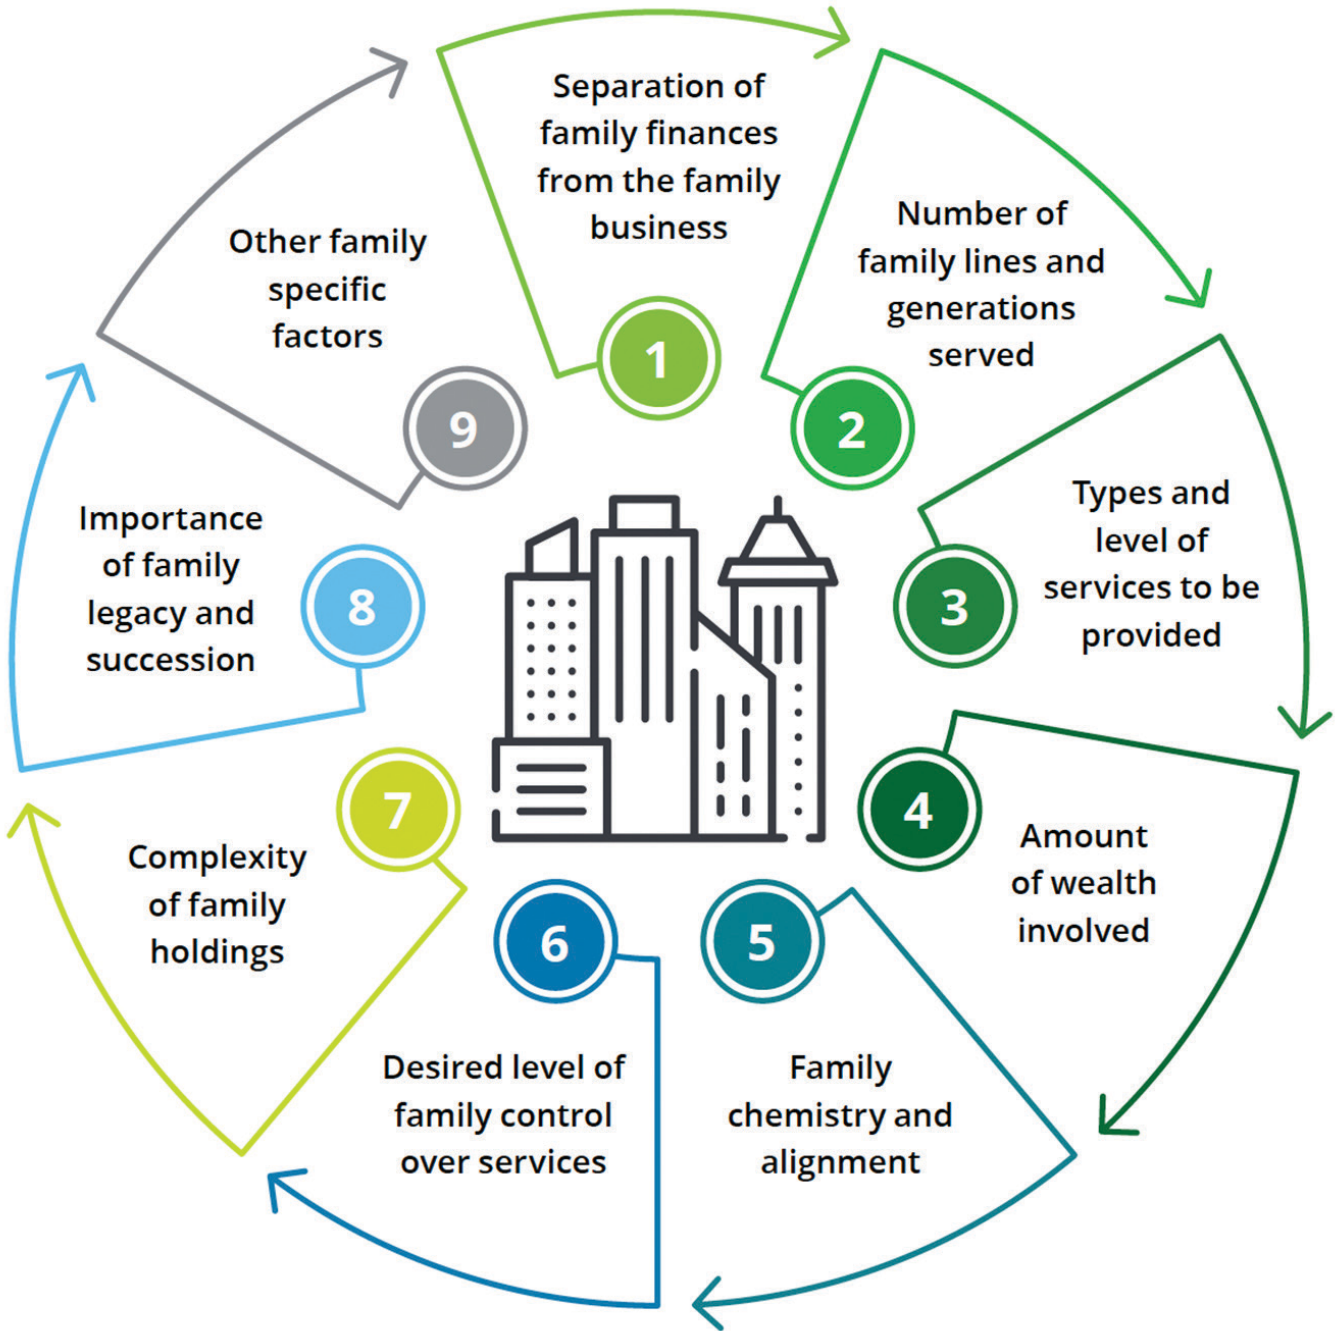 Separation of
family finances
from the family
business
1
Number of
family lines and
generations
served
2
Types and
level of
services to be
provided
3
Amount
of wealth
involved
4
Family
chemistry and
alignment
5
Desired level of
family control
over services
6
Complexity
of family
holdings
7
Importance
of family
legacy and
succession
8
Other family
specific
factors
9